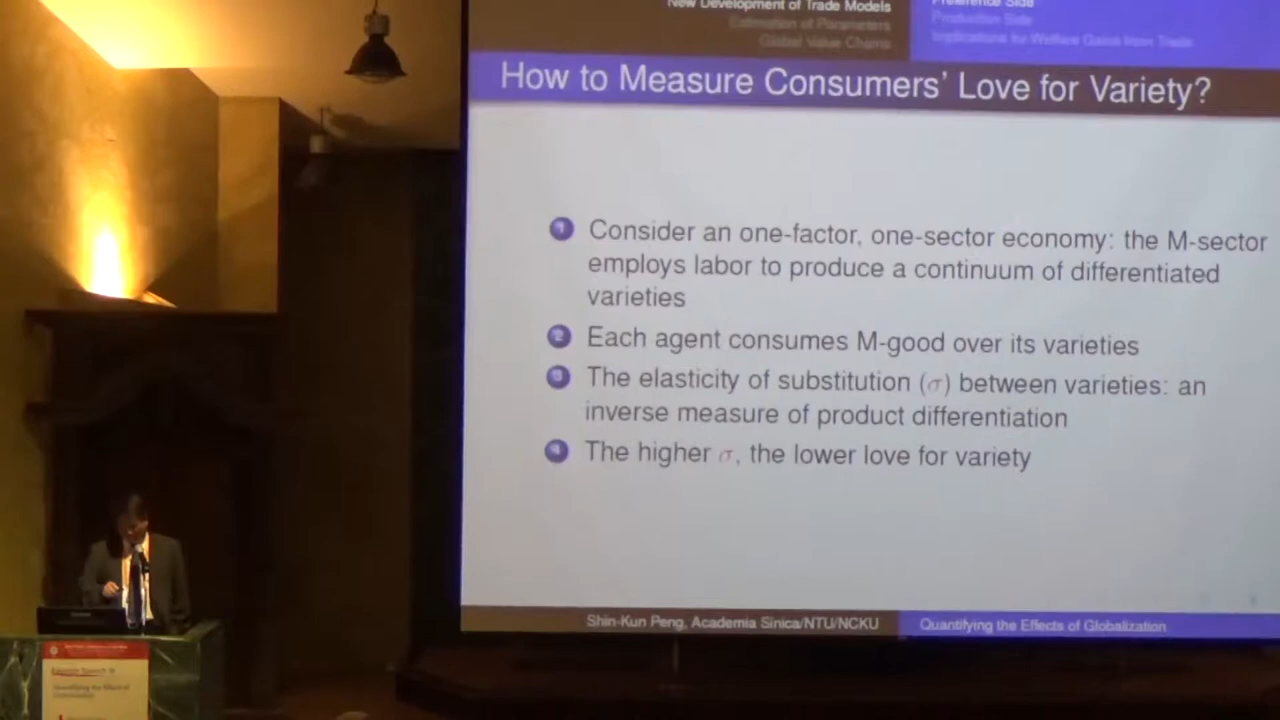 New Development of Trade Models
Estimation of Parameters
Global Value Chains
Preference Side
Production Side
Implications for Welfare Gains from Trade
How to Measure Consumers' Love for Variety?
1 Consider an one-factor, one-sector economy: the M-sector
employs labor to produce a continuum of differentiated
varieties
2 Each agent consumes M-good over its varieties
3 The elasticity of substitution (σ) between varieties: an
inverse measure of product differentiation
4 The higher σ, the lower love for variety
Shin-Kun Peng, Academia Sinica/NTU/NCKU
Quantifying the Effects of Globalization